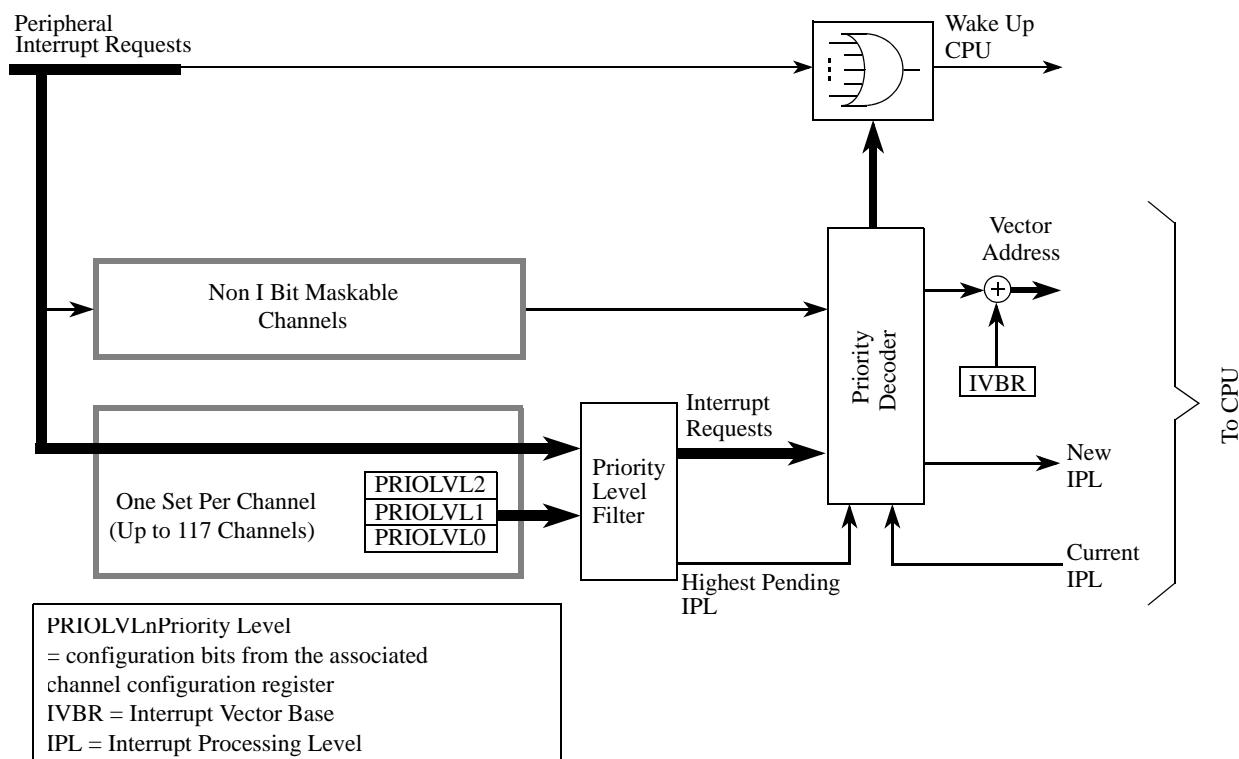 Peripheral
Interrupt Requests
Wake Up
CPU
Vector
Address
Non I Bit Maskable
Channels
Priority
Decoder
IVBR
To CPU
Interrupt
Requests
New
IPL
PRIOLVL2
PRIOLVL1
PRIOLVL0
One Set Per Channel
(Up to 117 Channels)
Priority
Level
Filter
Current
IPL
Highest Pending
IPL
PRIOLVLnPriority Level
= configuration bits from the associated
channel configuration register
IVBR = Interrupt Vector Base
IPL = Interrupt Processing Level